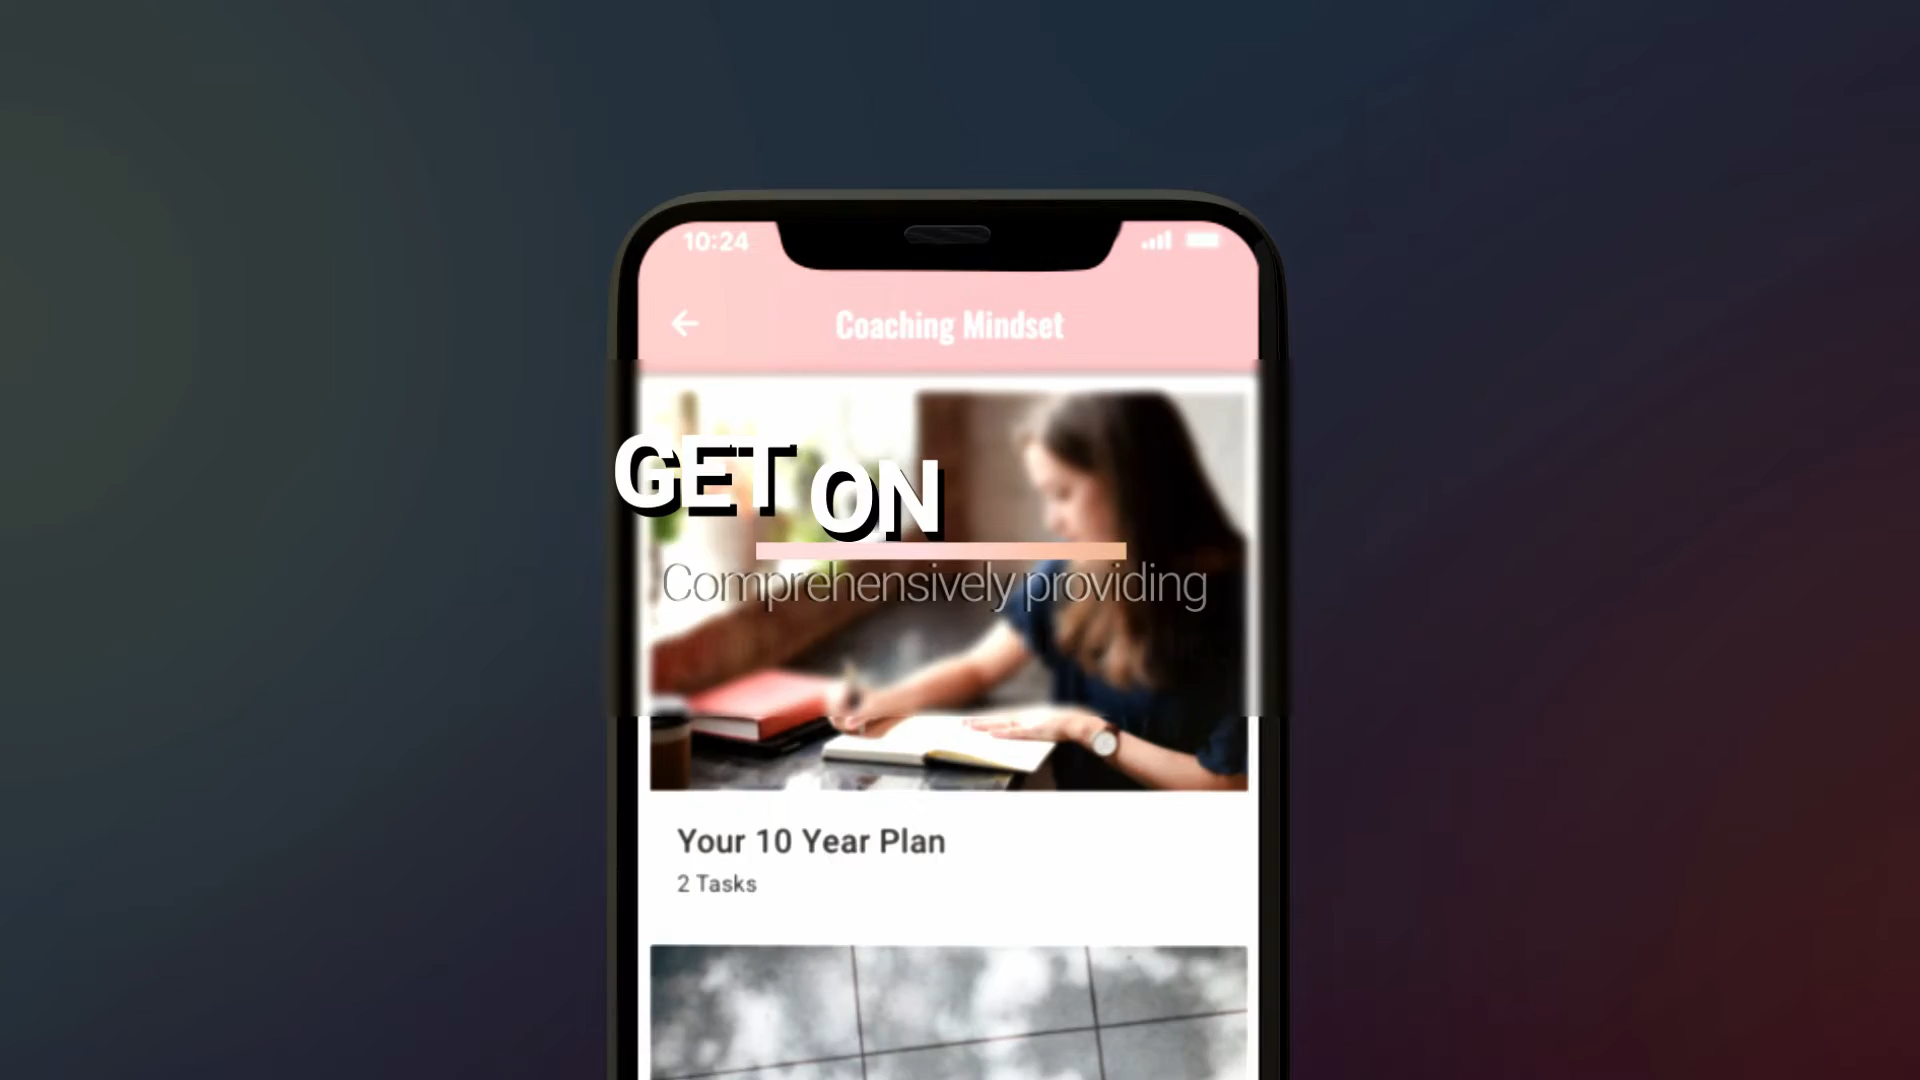 10:24
Coaching Mindset
GET ON
Comprehensively providing
Your 10 Year Plan
2 Tasks